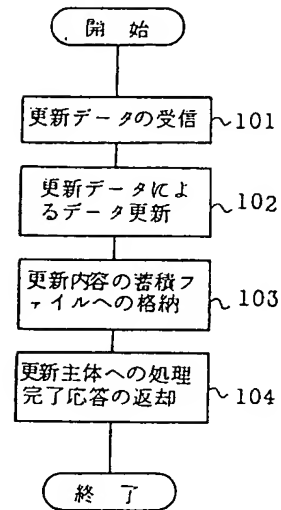 開 始
更新データの受信
101
更新データによ
るデータ更新
102
更新内容の蓄積フ
ァイルへの格納
103
更新主体への処理
完了応答の返却
104
終 了